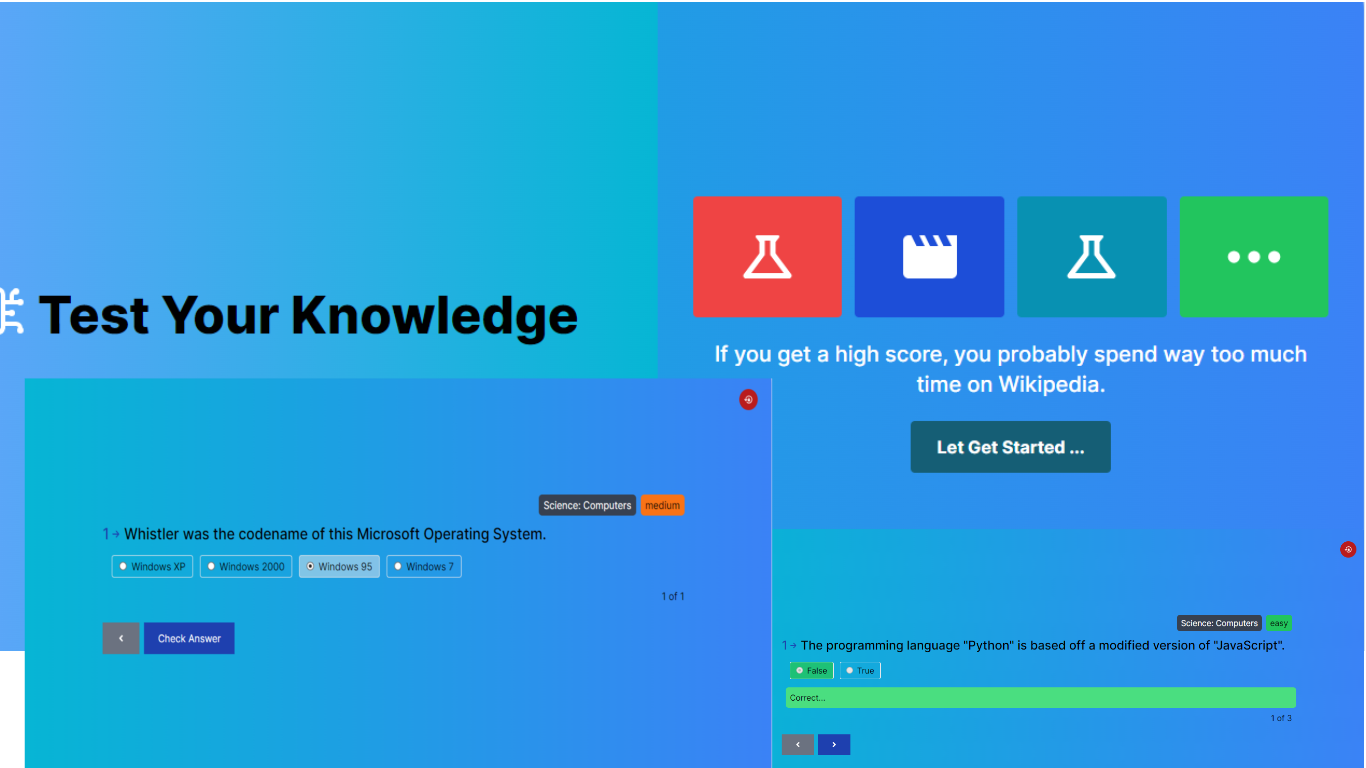 Test Your Knowledge
If you get a high score, you probably spend way too much
time on Wikipedia.
Let Get Started ...
Science: Computers medium
1 → Whistler was the codename of this Microsoft Operating System.
Windows XP Windows 2000 Windows 95 Windows 7
1 of 1
Check Answer
Science: Computers easy
1 → The programming language "Python" is based off a modified version of "JavaScript".
False True
Correct...
1 of 3